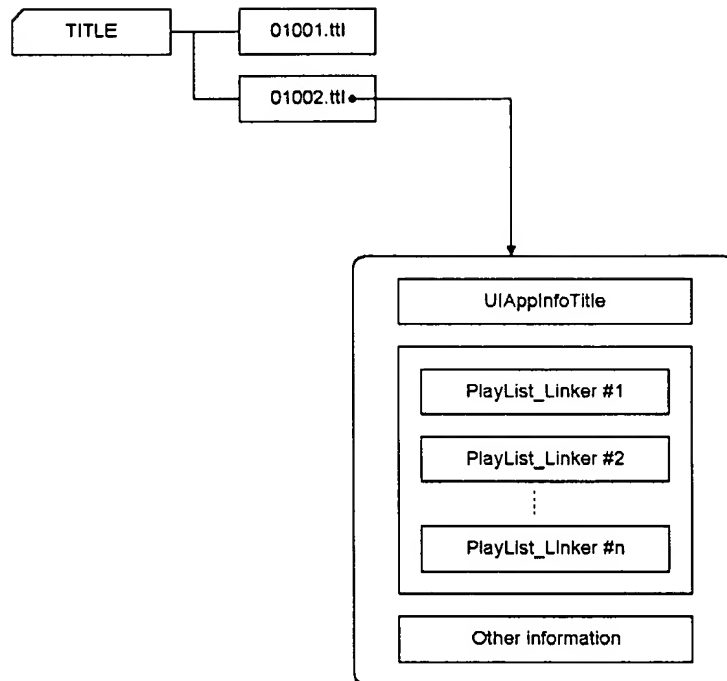 TITLE
01001.ttl
01002.ttl
UIAppInfoTitle
PlayList_Linker #1
PlayList_Linker #2
PlayList_Linker #n
Other information